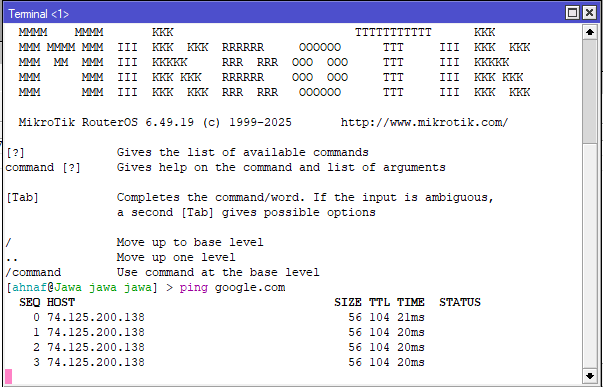 Terminal <1>
MMMM    MMMM       KKK                          TTTTTTTTTTT      KKK
MMM MMMM MMM  III  KKK  KKK  RRRRRR     OOOOOO      TTT     III  KKK  KKK
MMM  MM  MMM  III  KKKKK     RRR  RRR  OOO  OOO     TTT     III  KKKKK
MMM      MMM  III  KKK KKK   RRRRRR    OOO  OOO     TTT     III  KKK KKK
MMM      MMM  III  KKK  KKK  RRR  RRR   OOOOOO      TTT     III  KKK  KKK
MikroTik RouterOS 6.49.19 (c) 1999-2025       http://www.mikrotik.com/
[?]             Gives the list of available commands
command [?]     Gives help on the command and list of arguments
[Tab]           Completes the command/word. If the input is ambiguous,
                a second [Tab] gives possible options
/               Move up to base level
..              Move up one level
/command        Use command at the base level
[ahnaf@Jawa jawa jawa] > ping google.com
  SEQ HOST                                     SIZE TTL TIME  STATUS
    0 74.125.200.138                             56 104 21ms
    1 74.125.200.138                             56 104 20ms
    2 74.125.200.138                             56 104 20ms
    3 74.125.200.138                             56 104 20ms